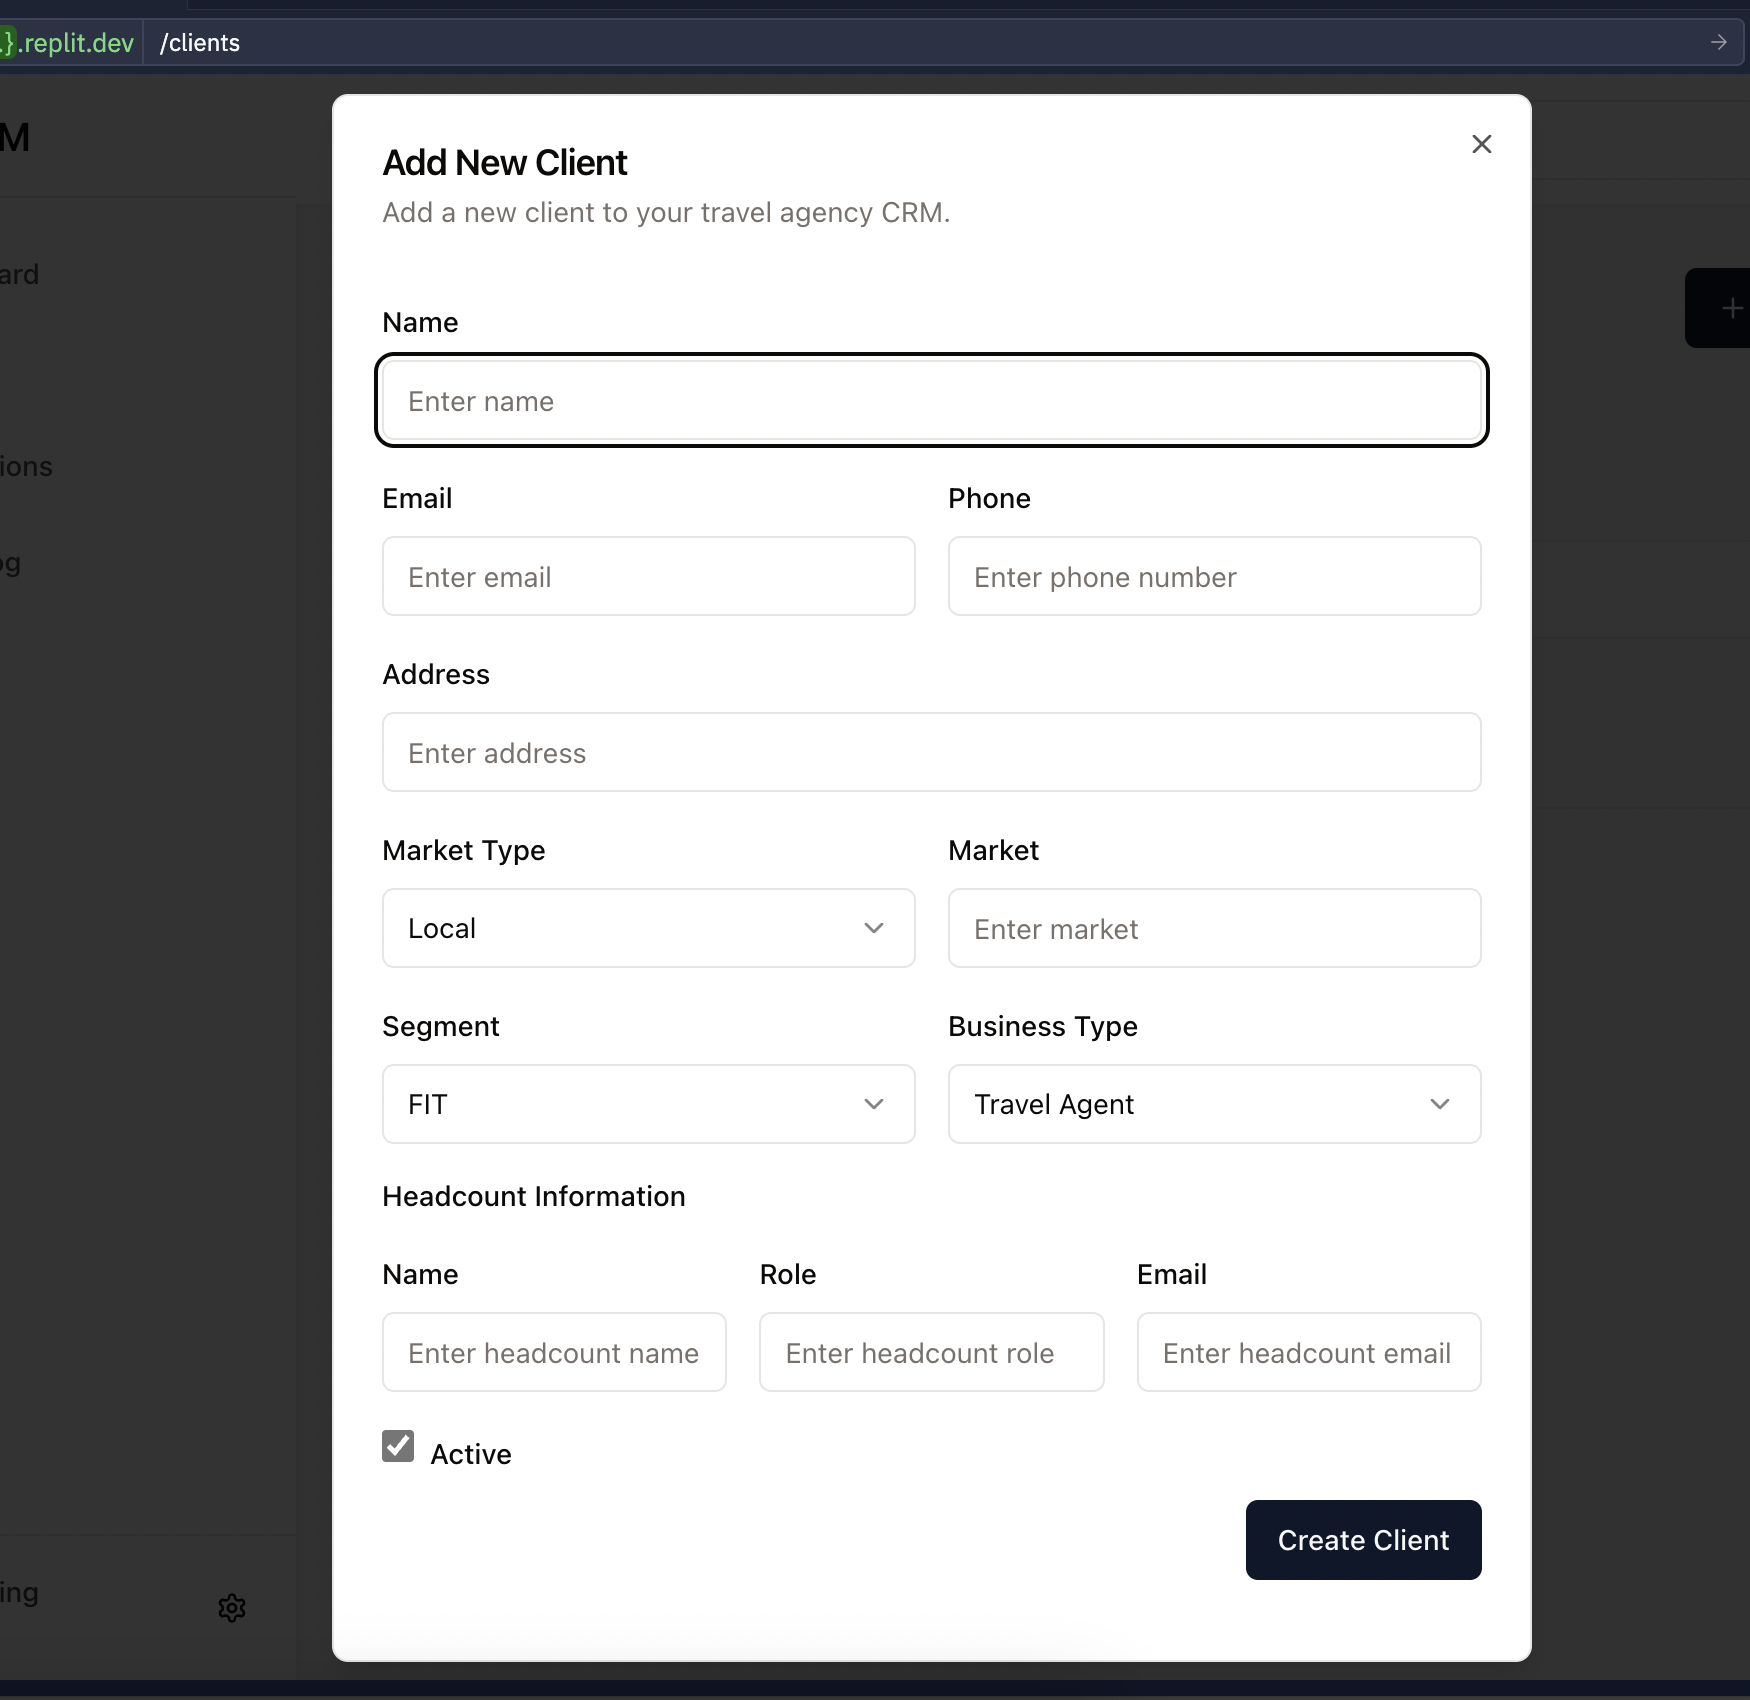 .}.replit.dev /clients
M
ard
ions
og
ing
Add New Client
Add a new client to your travel agency CRM.
Name
Enter name
Email Phone
Enter email Enter phone number
Address
Enter address
Market Type Market
Local Enter market
Segment Business Type
FIT Travel Agent
Headcount Information
Name Role Email
Enter headcount name Enter headcount role Enter headcount email
Active
Create Client